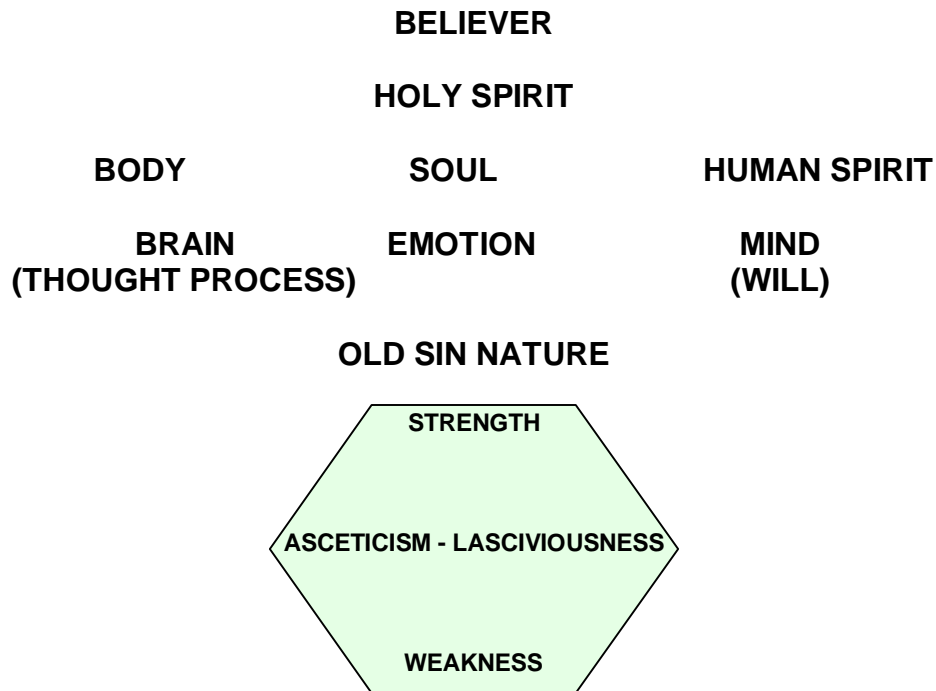 BELIEVER
HOLY SPIRIT
BODY SOUL HUMAN SPIRIT
BRAIN EMOTION MIND
(THOUGHT PROCESS) (WILL)
OLD SIN NATURE
STRENGTH
ASCETICISM - LASCIVIOUSNESS
WEAKNESS